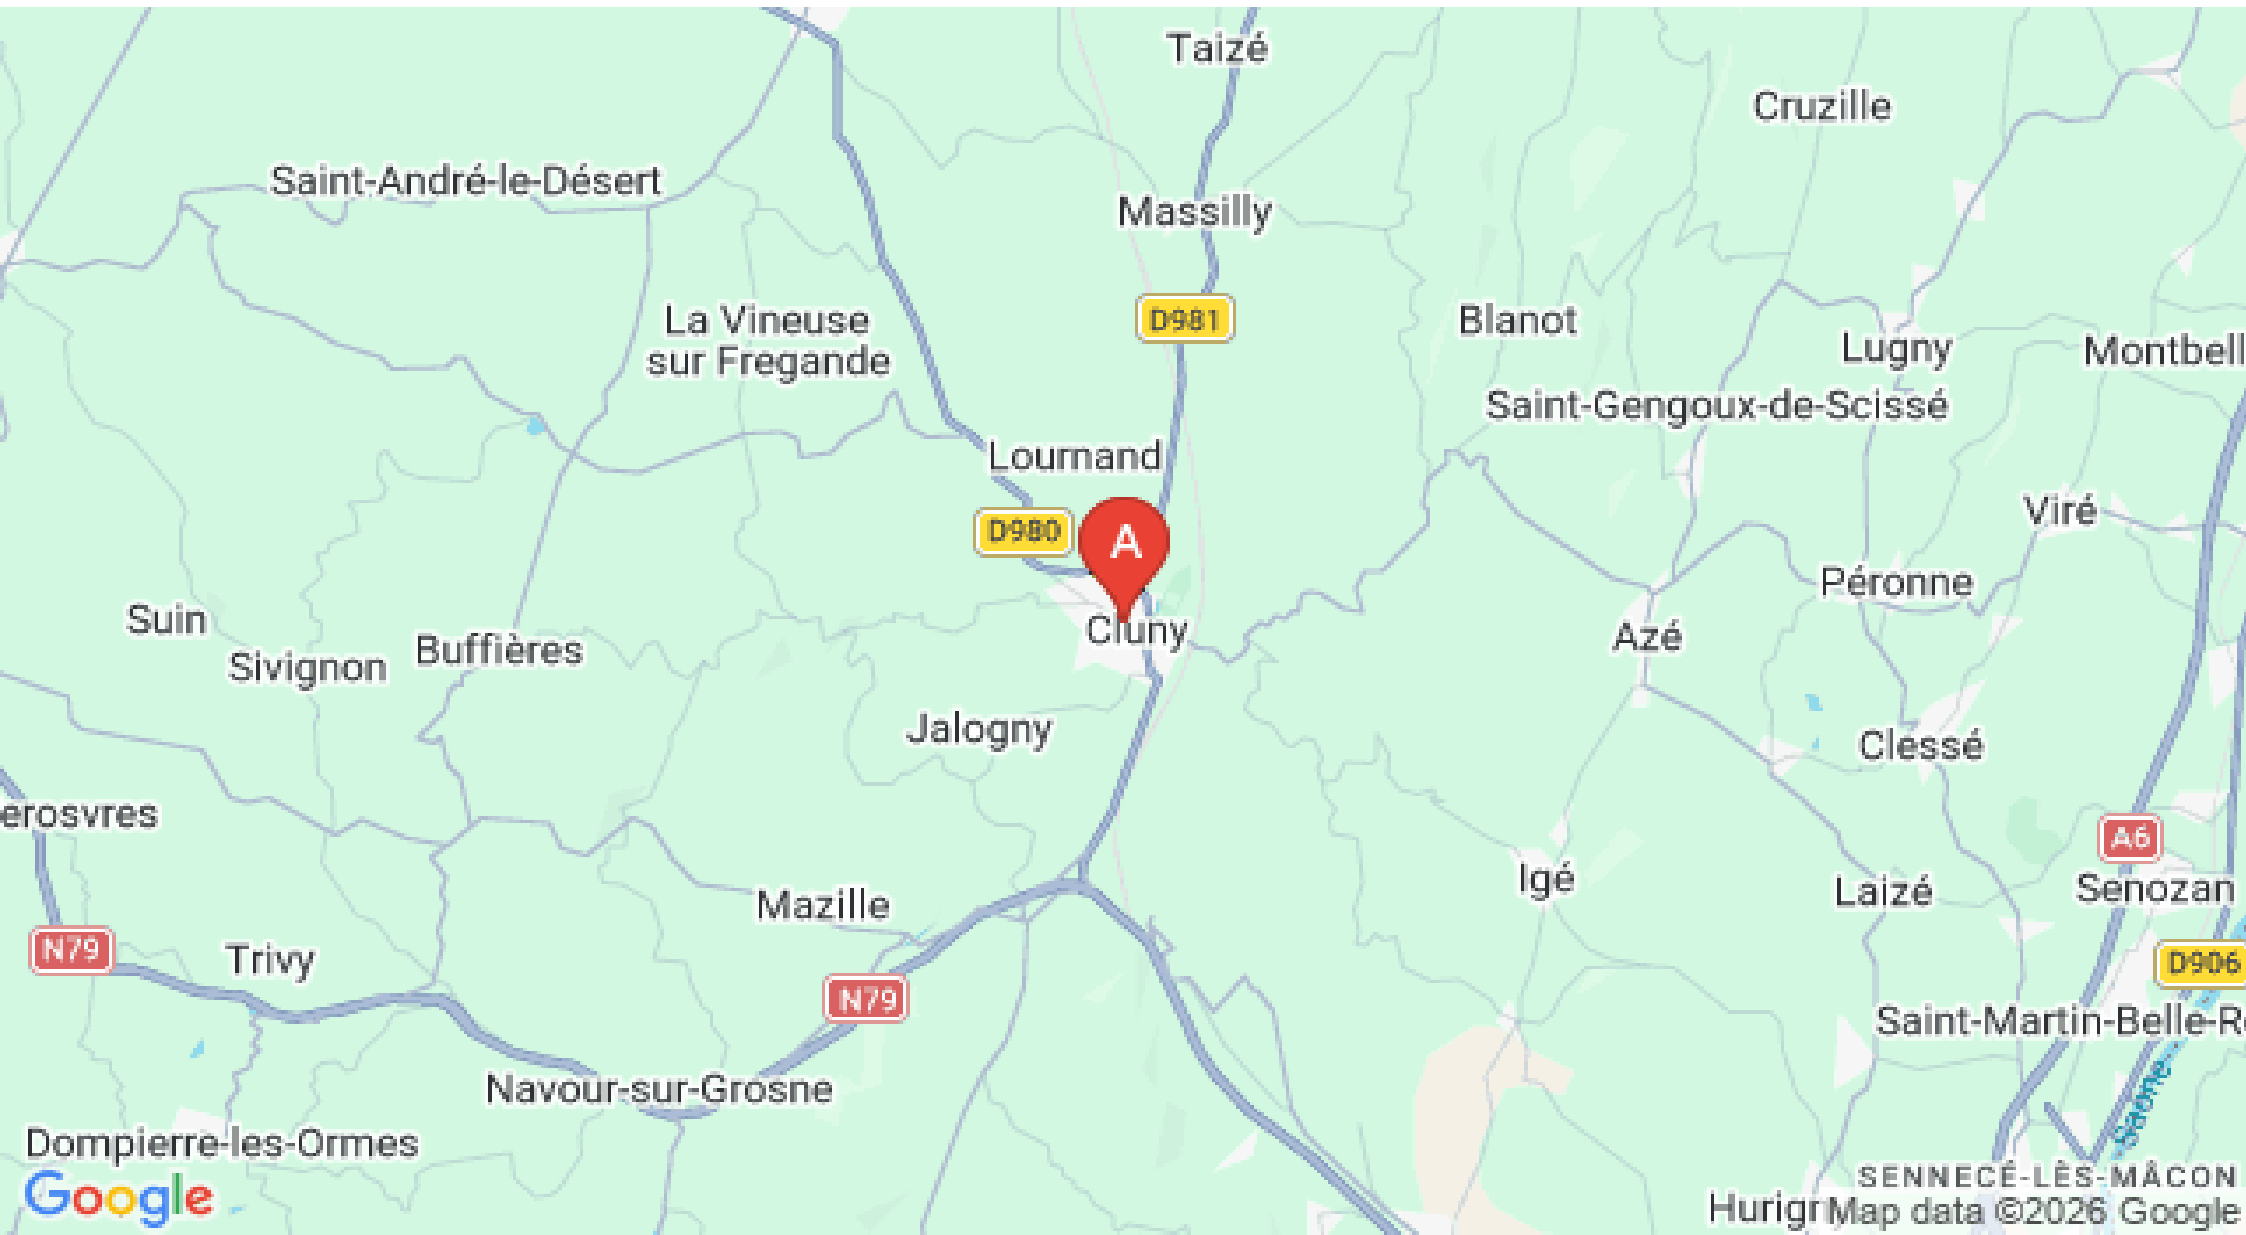 Taizé
Cruzille
Saint-André-le-Désert
Massilly
La Vineuse
sur Fregande
D981
Blanot
Lugny
Montbell
Saint-Gengoux-de-Scissé
Lournand
Viré
D980
A
Péronne
Suin
Cluny
Azé
Sivignon
Buffières
Jalogny
Clessé
erosvres
A6
Igé
Laizé
Senozan
Mazille
N79
Trivy
D906
N79
Saint-Martin-Belle-R
Navour-sur-Grosne
Saône
Dompierre-les-Ormes
SENNECÉ-LÈS-MÂCON
Google
Hurigr
Map data ©2026 Google